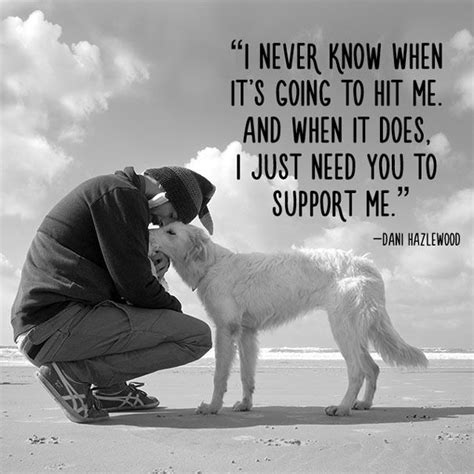 “I NEVER KNOW WHEN
IT’S GOING TO HIT ME.
AND WHEN IT DOES,
I JUST NEED YOU TO
SUPPORT ME.”
—DANI HAZLEWOOD